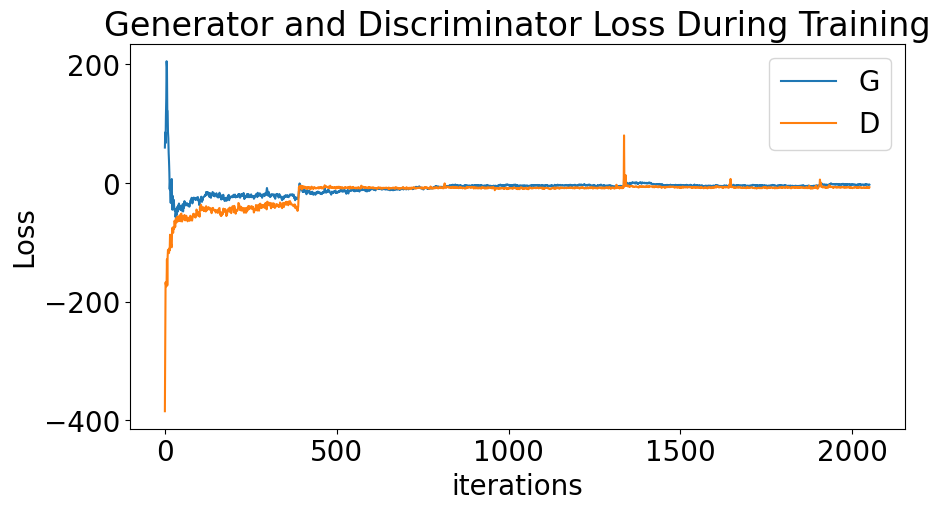 Generator and Discriminator Loss During Training
G
D
200
0
−200
−400
Loss
0 500 1000 1500 2000
iterations